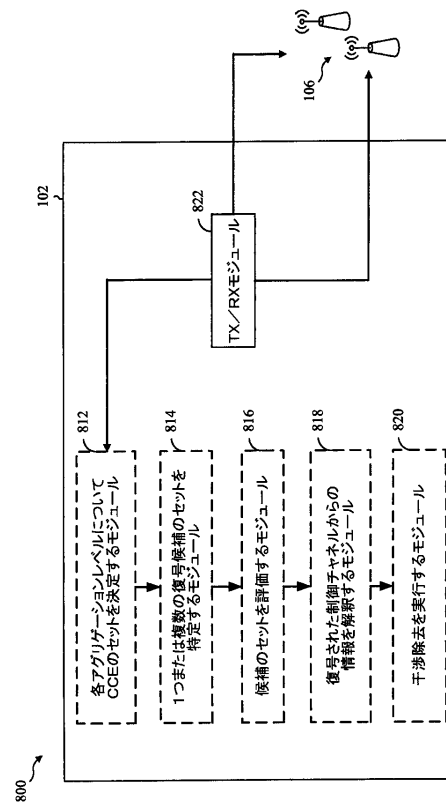 800
102
812
各アグリゲーションレベルについて
CCEのセットを決定するモジュール
814
1つまたは複数の復号候補のセットを
特定するモジュール
816
候補のセットを評価するモジュール
818
復号された制御チャネルからの
情報を解釈するモジュール
820
干渉除去を実行するモジュール
822
TX/RXモジュール
106